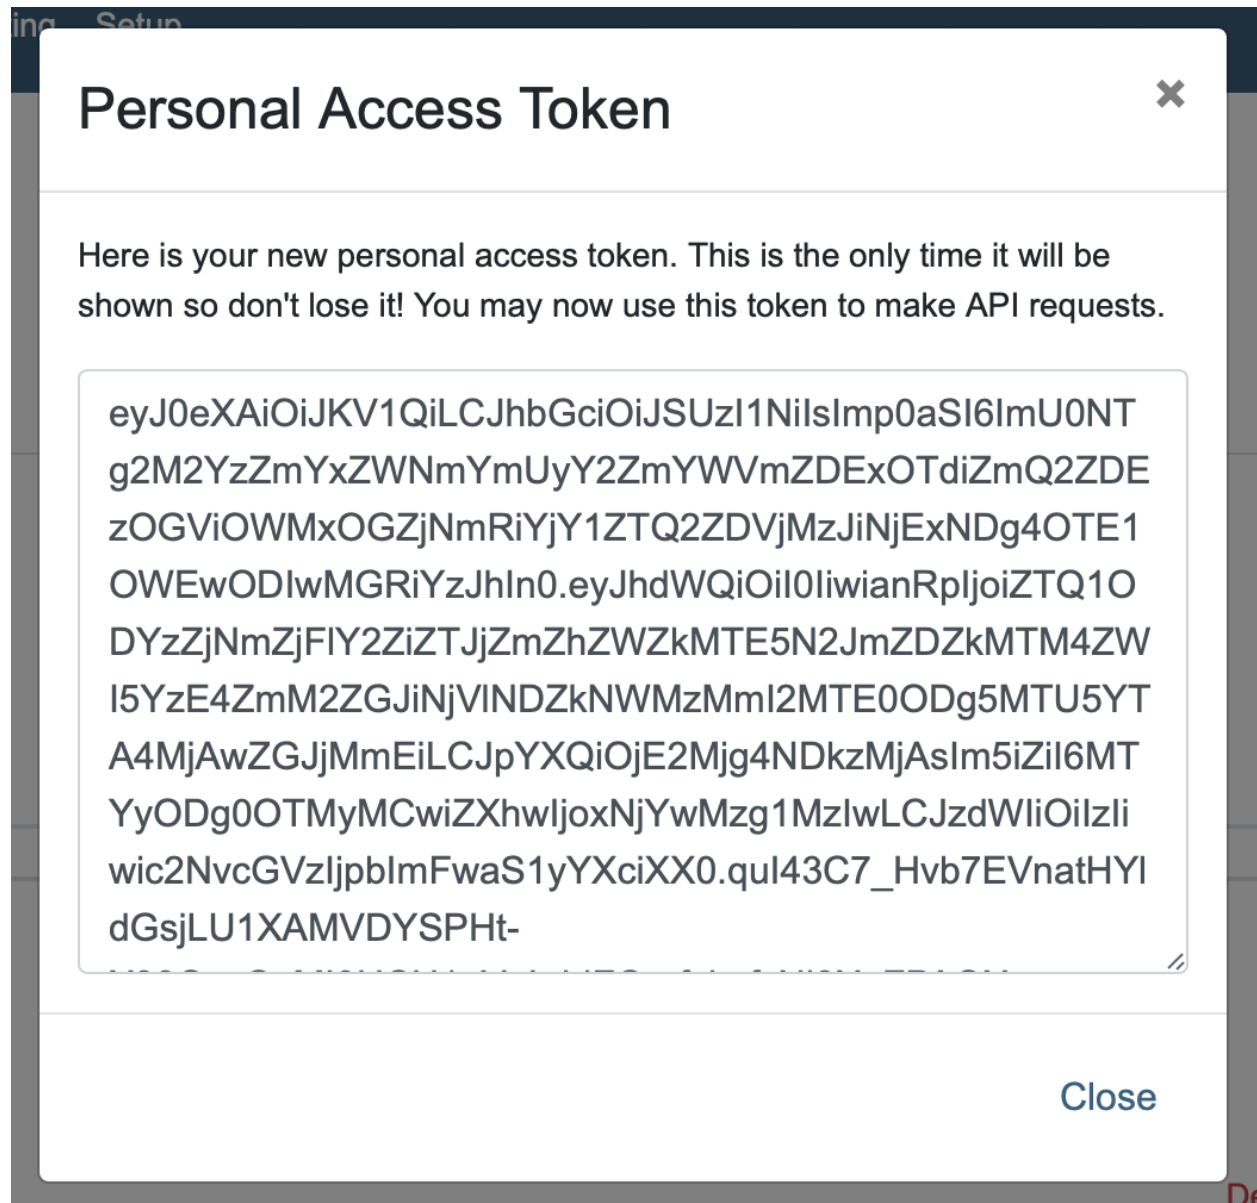 Setup
Personal Access Token
Here is your new personal access token. This is the only time it will be
shown so don't lose it! You may now use this token to make API requests.
eyJ0eXAiOiJKV1QiLCJhbGciOiJSUzI1NiIsImp0aSI6ImU0NT
g2M2YzZmYxZWNmYmUyY2ZmYWVmZDExOTdiZmQ2ZDE
zOGViOWMxOGZjNmRiYjY1ZTQ2ZDVjMzJiNjExNDg4OTE1
OWEwODIwMGRiYzJhIn0.eyJhdWQiOiI0IiwianRpIjoiZTQ1O
DYzZjNmZjFlY2ZiZTJjZmZhZWZkMTE5N2JmZDZkMTM4ZW
I5YzE4ZmM2ZGJiNjVlNDZkNWMzMmI2MTE0ODg5MTU5YT
A4MjAwZGJjMmEiLCJpYXQiOjE2Mjg4NDkzMjAsIm5iZiI6MT
YyODg0OTMyMCwiZXhwIjoxNjYwMzg1MzIwLCJzdWIiOiIzIi
wic2NvcGVzIjpbImFwaS1yYXciXX0.quI43C7_Hvb7EVnatHYl
dGsjLU1XAMVDYSPHt-
Close